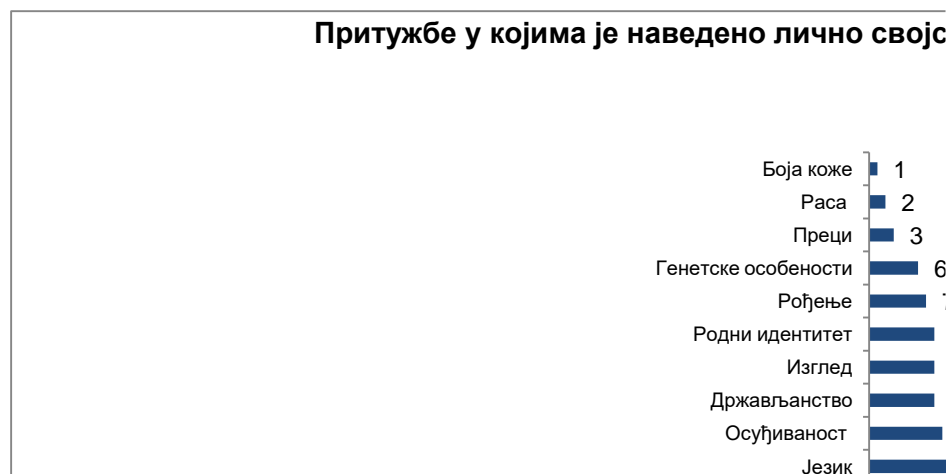 Притужбе у којима је наведено лично својс
Боја коже 1
Раса 2
Преци 3
Генетске особености 6
Рођење 7
Родни идентитет
Изглед
Држављанство
Осуђиваност
Језик